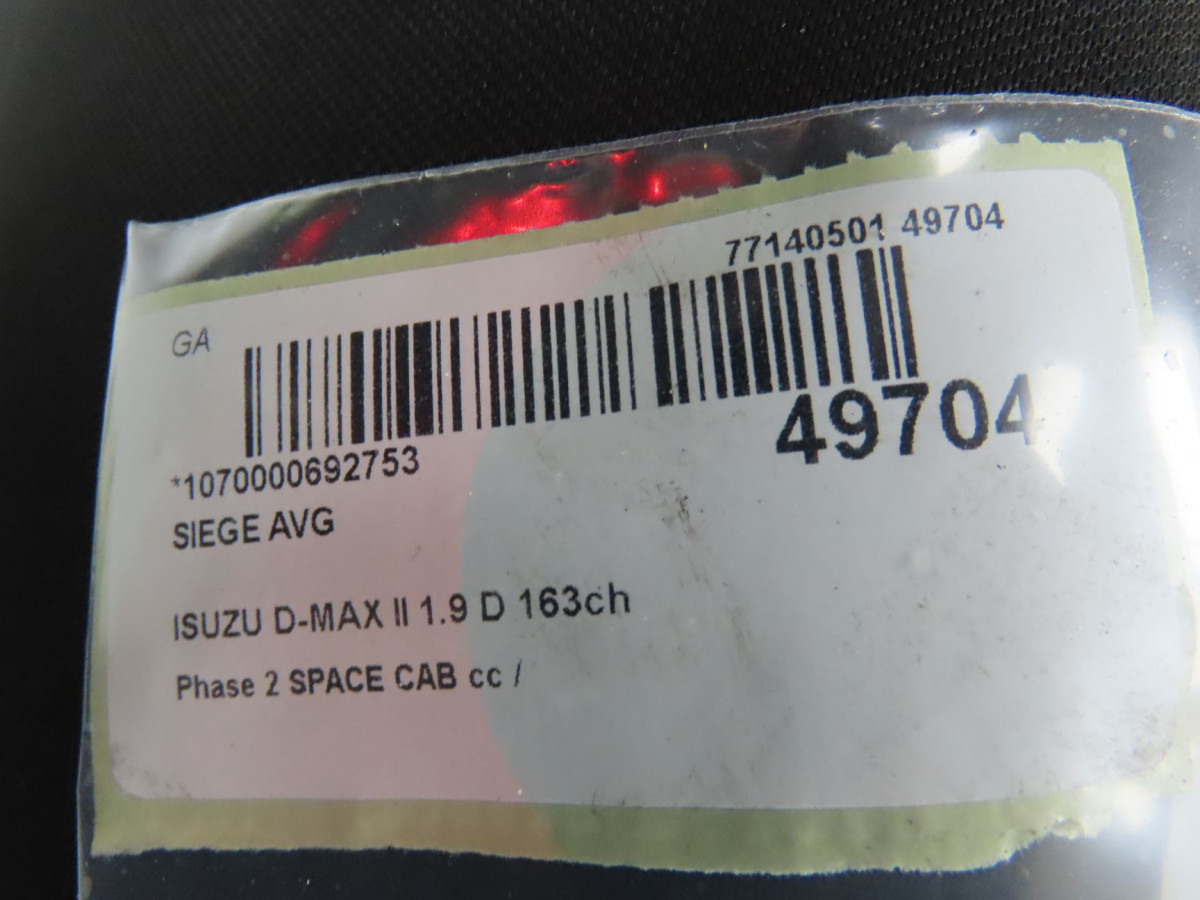 77140501 49704
GA
49704
*1070000692753
SIEGE AVG
ISUZU D-MAX II 1.9 D 163ch
Phase 2 SPACE CAB cc /